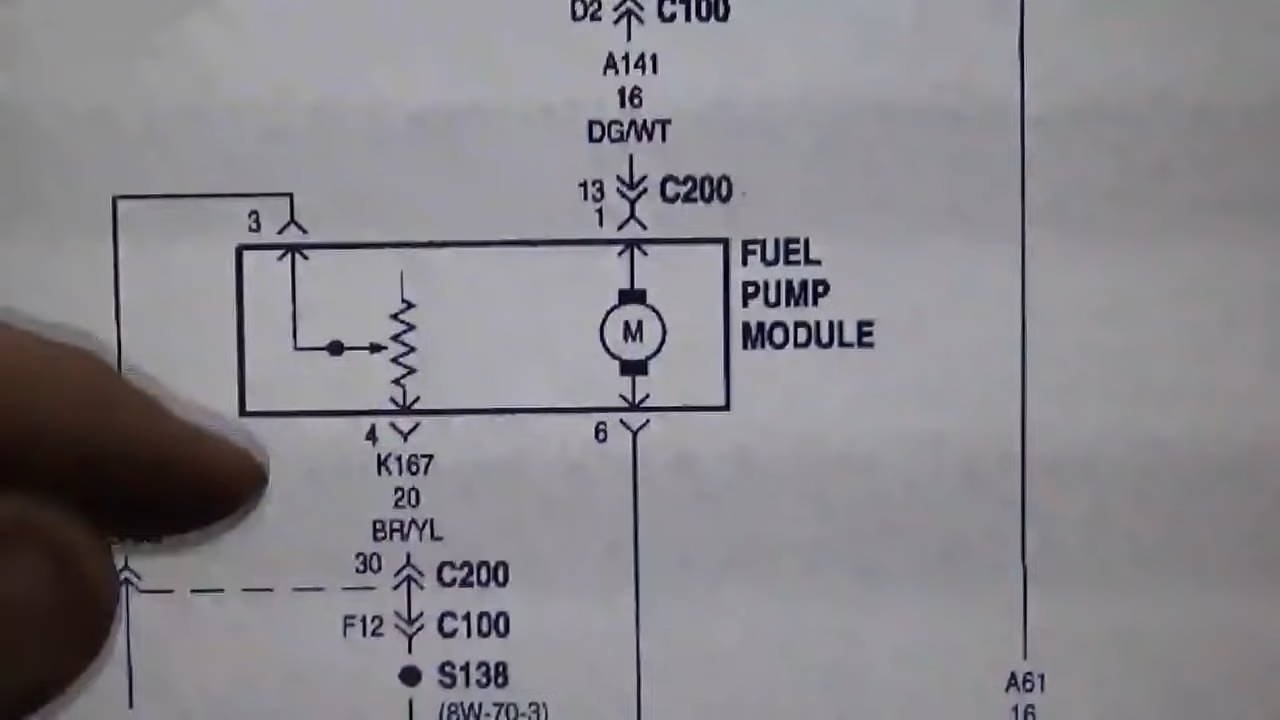 D2 C100
A141
16
DG/WT
13 C200
3
1
FUEL
PUMP
MODULE
M
4
6
K167
20
BR/YL
30 C200
F12 C100
S138
(8W-70-3)
A61
16